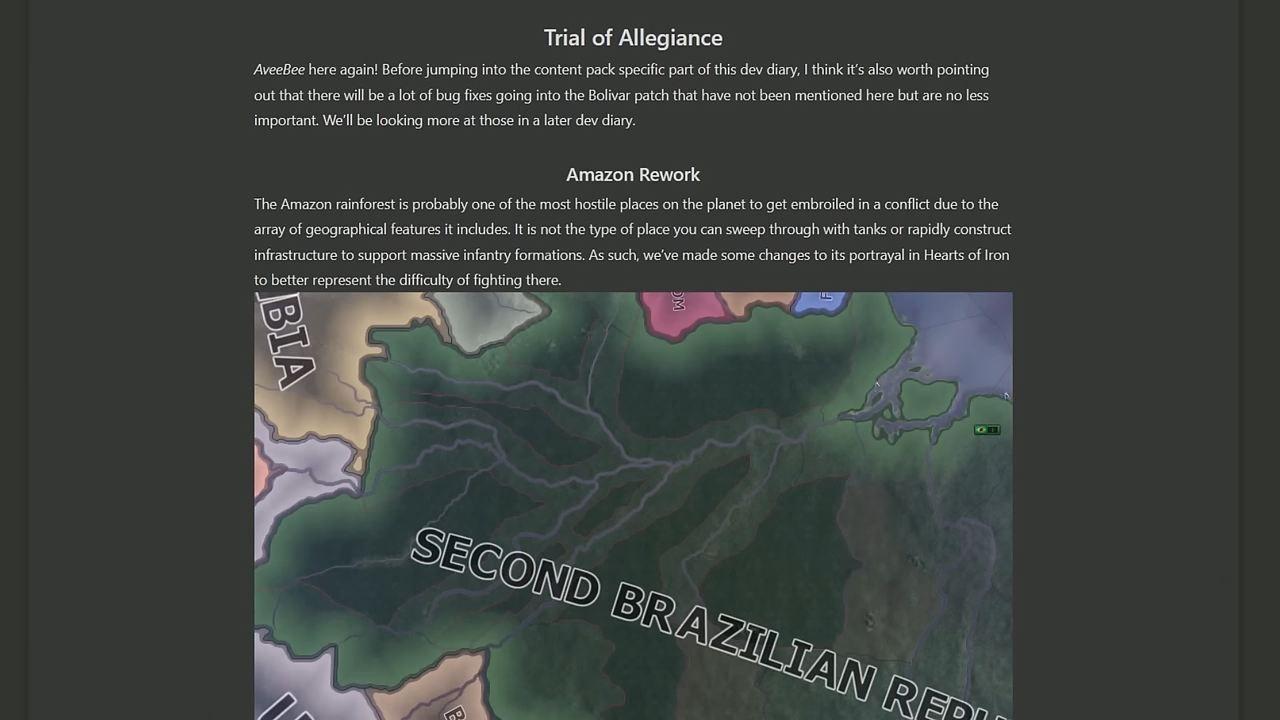 Trial of Allegiance
AveeBee here again! Before jumping into the content pack specific part of this dev diary, I think it's also worth pointing
out that there will be a lot of bug fixes going into the Bolivar patch that have not been mentioned here but are no less
important. We'll be looking more at those in a later dev diary.
Amazon Rework
The Amazon rainforest is probably one of the most hostile places on the planet to get embroiled in a conflict due to the
array of geographical features it includes. It is not the type of place you can sweep through with tanks or rapidly construct
infrastructure to support massive infantry formations. As such, we've made some changes to its portrayal in Hearts of Iron
to better represent the difficulty of fighting there.
BIA
OM
F
SECOND BRAZILIAN REPU
B